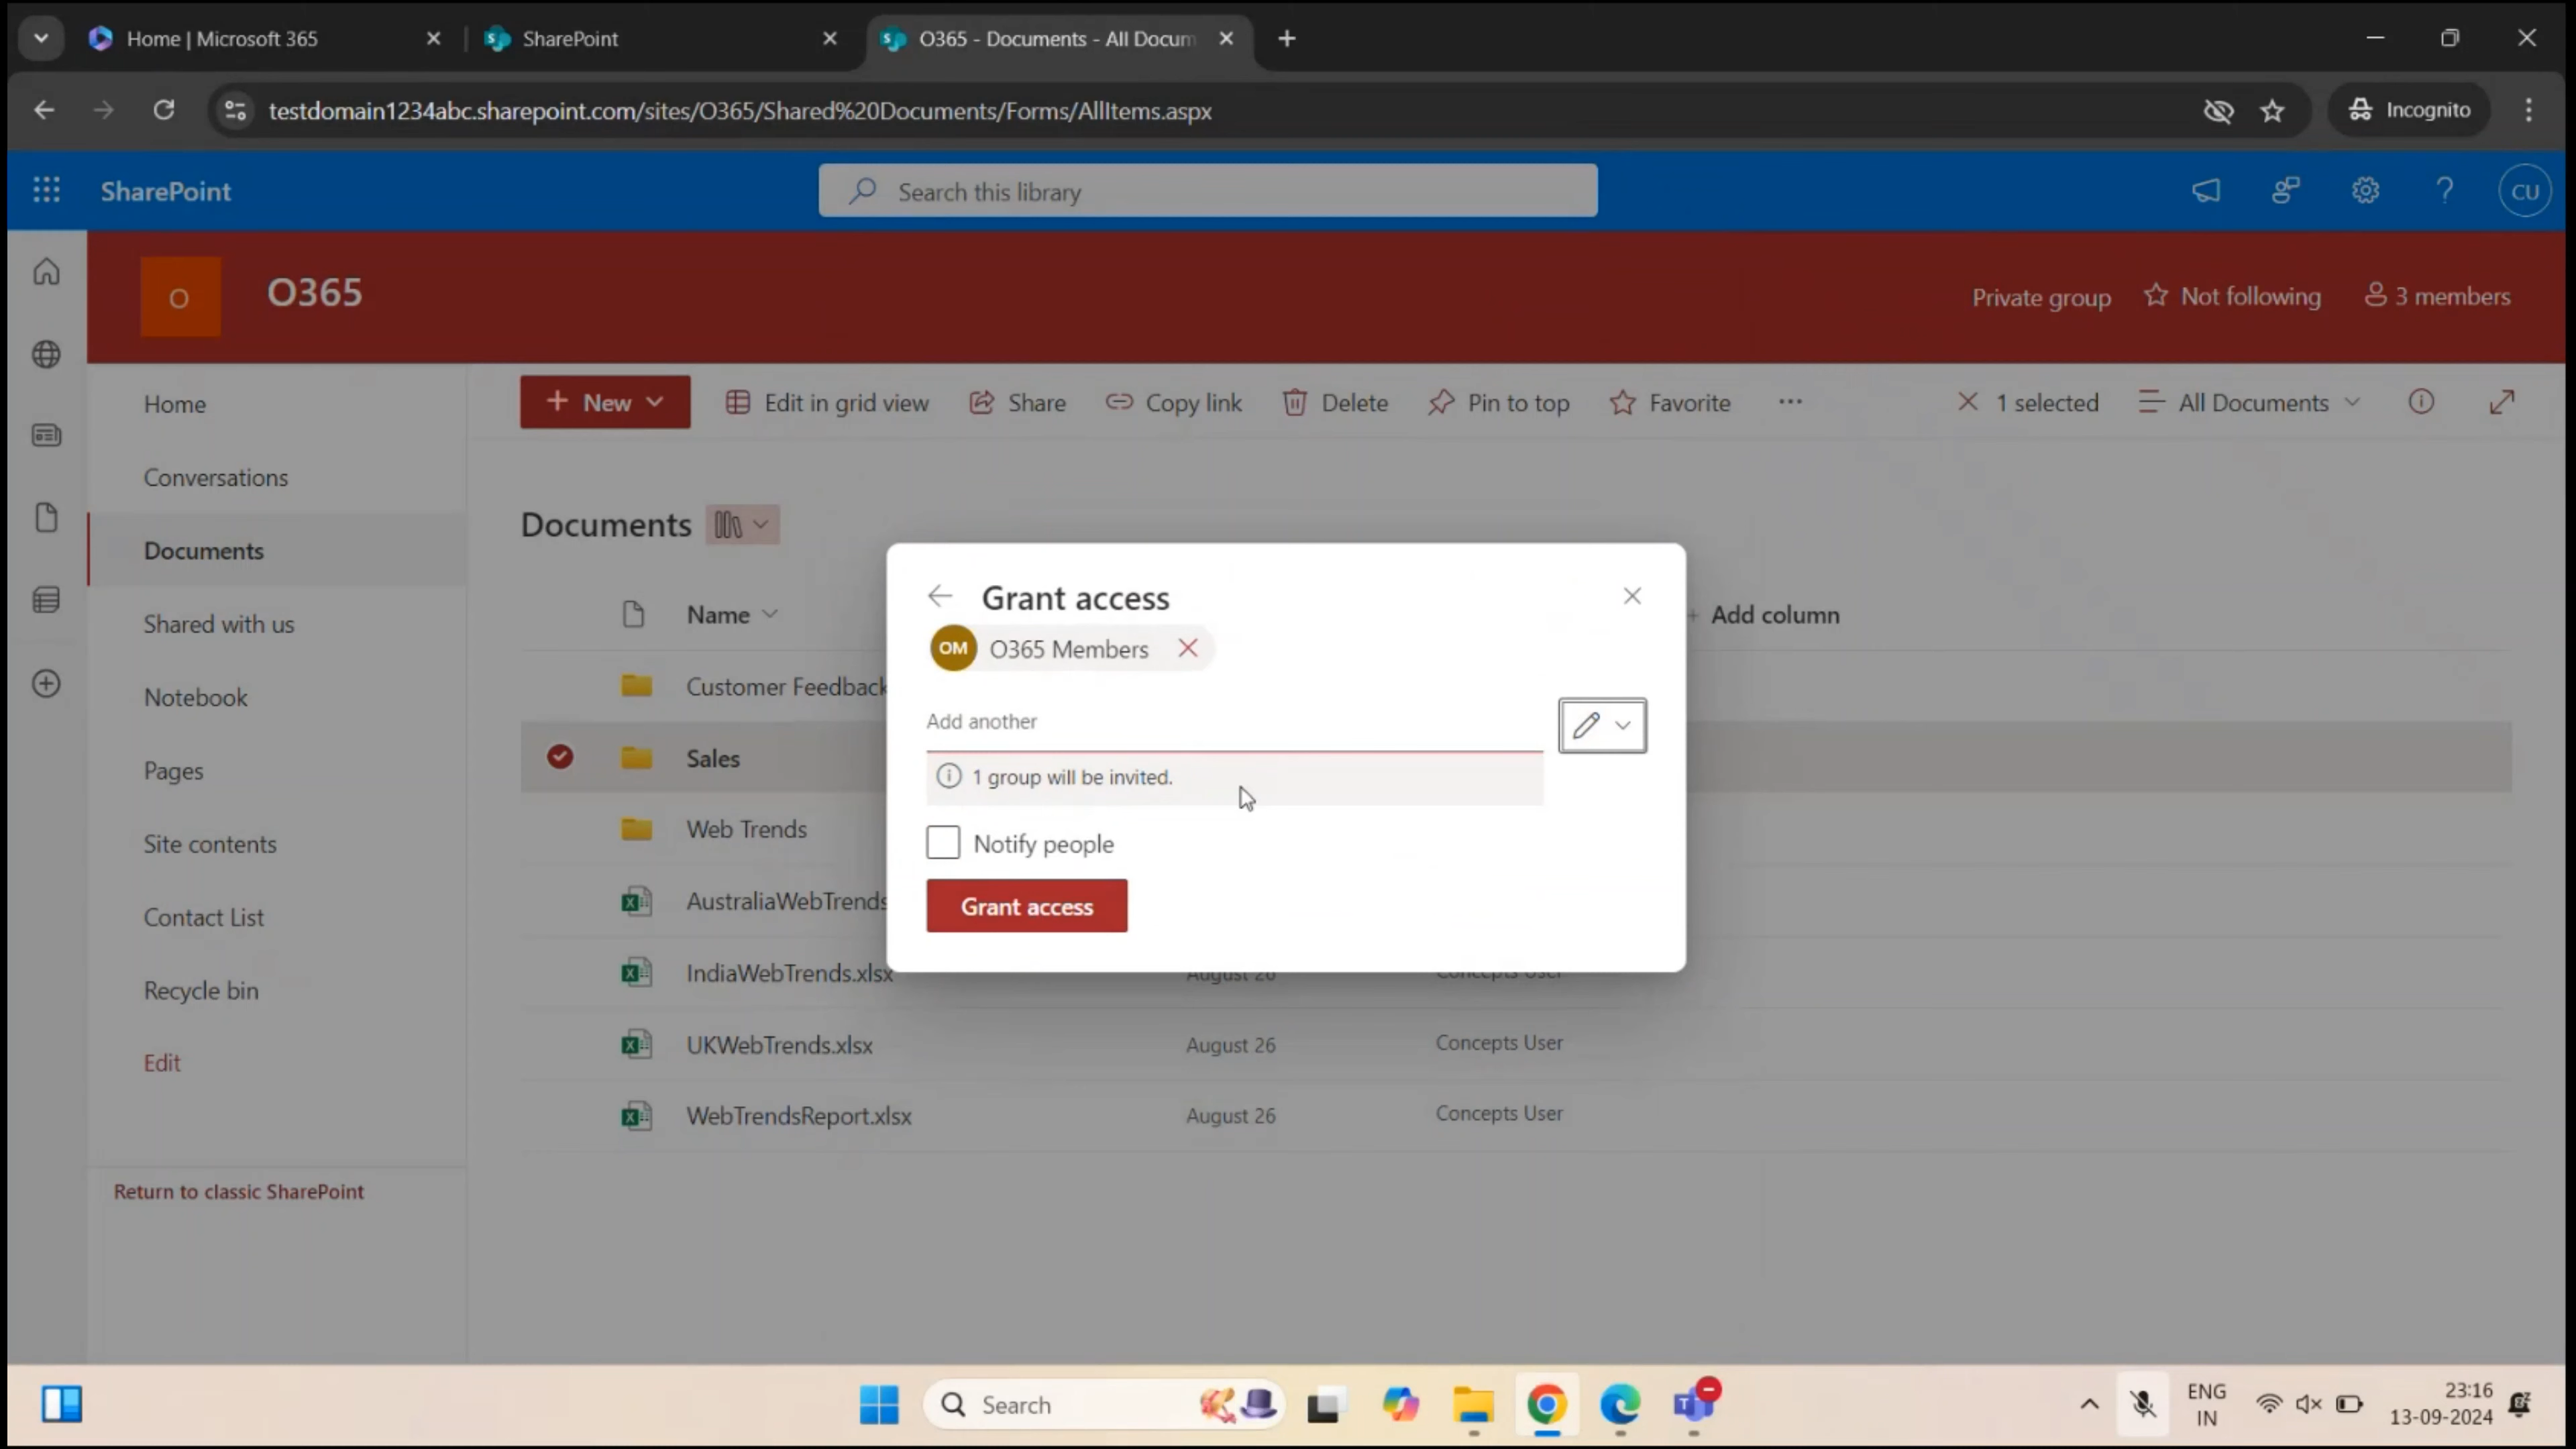 Home | Microsoft 365
SharePoint
O365 - Documents - All Docum
testdomain1234abc.sharepoint.com/sites/O365/Shared%20Documents/Forms/AllItems.aspx
Incognito
SharePoint
Search this library
CU
O
O365
Private group
Not following
3 members
Home
Conversations
Documents
Shared with us
Notebook
Pages
Site contents
Contact List
Recycle bin
Edit
Return to classic SharePoint
New
Edit in grid view
Share
Copy link
Delete
Pin to top
Favorite
1 selected
All Documents
Documents
Name
Add column
Customer Feedback
Sales
Web Trends
AustraliaWebTrends
IndiaWebTrends.xlsx August 26 Concepts User
UKWebTrends.xlsx August 26 Concepts User
WebTrendsReport.xlsx August 26 Concepts User
Grant access
OM O365 Members
Add another
1 group will be invited.
Notify people
Grant access
Search
ENG
IN
23:16
13-09-2024